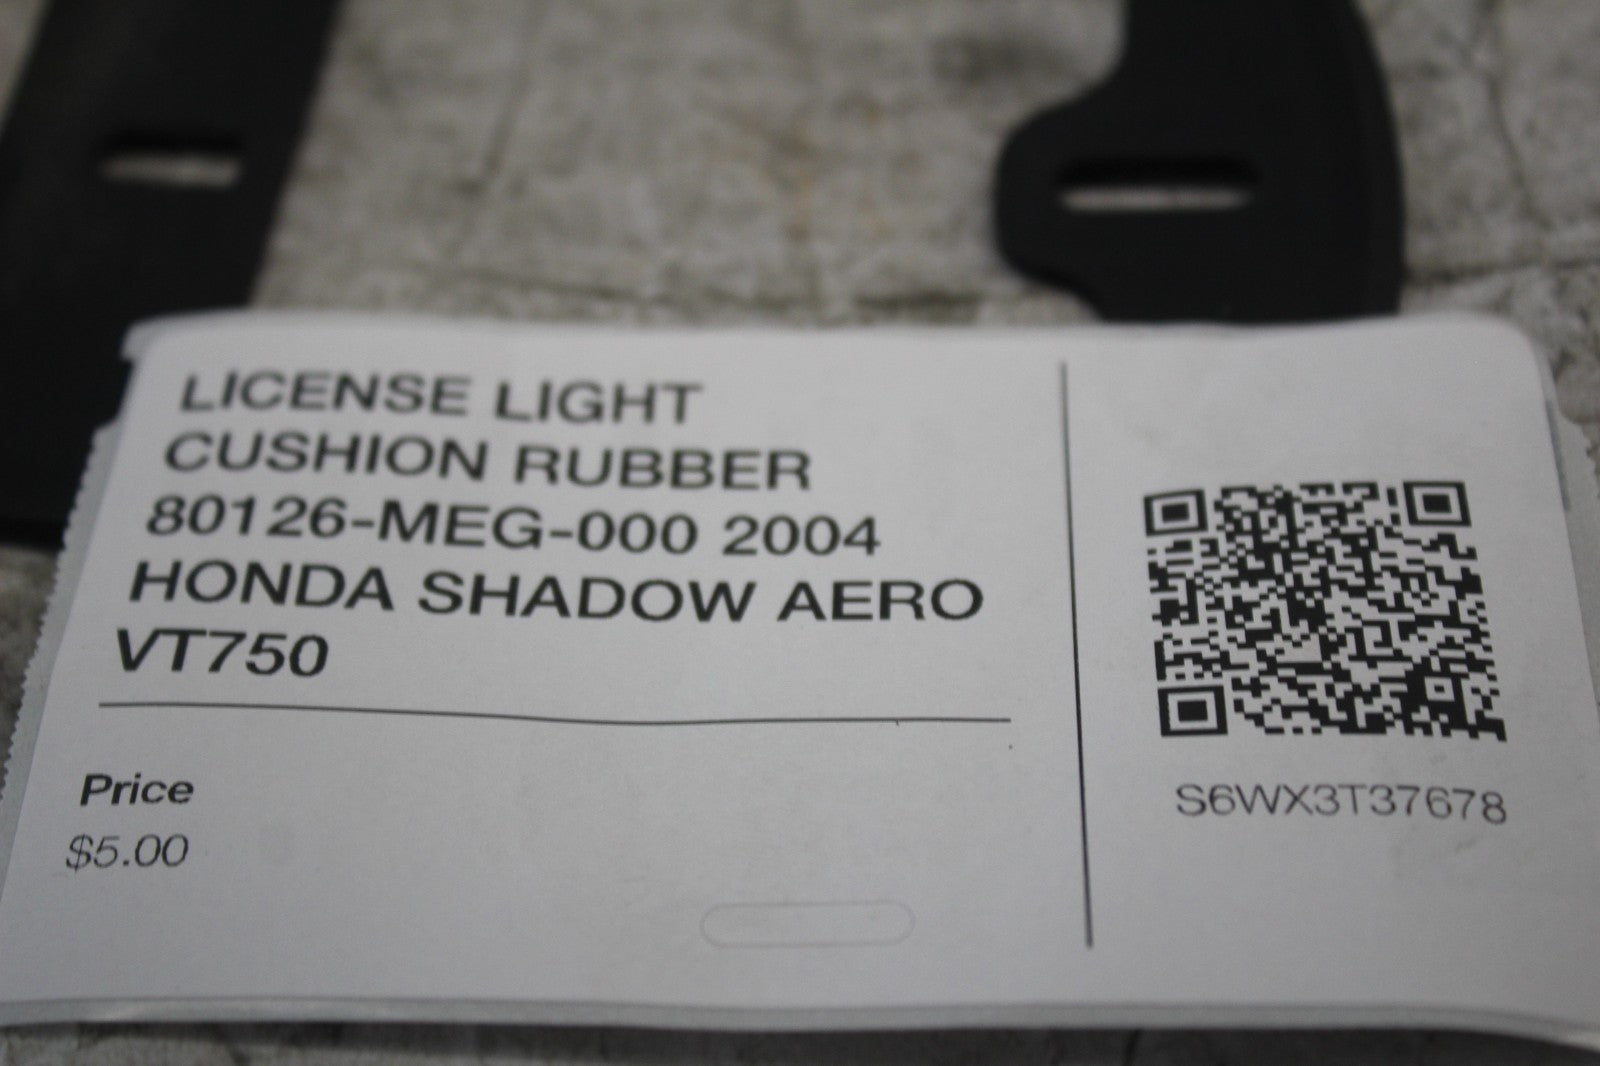 LICENSE LIGHT
CUSHION RUBBER
80126-MEG-000 2004
HONDA SHADOW AERO
VT750
Price
$5.00
S6WX3T37678